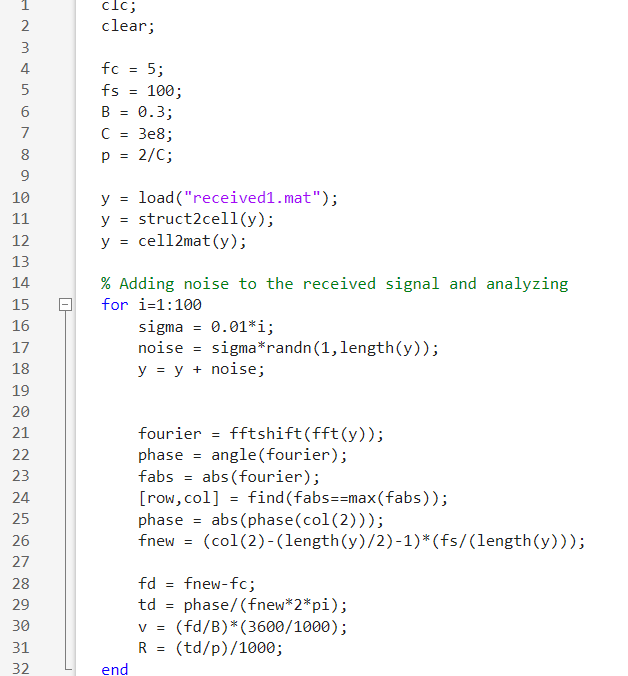 1 clc;
2 clear;
3
4 fc = 5;
5 fs = 100;
6 B = 0.3;
7 C = 3e8;
8 p = 2/C;
9
10 y = load("received1.mat");
11 y = struct2cell(y);
12 y = cell2mat(y);
13
14 % Adding noise to the received signal and analyzing
15 for i=1:100
16 sigma = 0.01*i;
17 noise = sigma*randn(1,length(y));
18 y = y + noise;
19
20
21 fourier = fftshift(fft(y));
22 phase = angle(fourier);
23 fabs = abs(fourier);
24 [row,col] = find(fabs==max(fabs));
25 phase = abs(phase(col(2)));
26 fnew = (col(2)-(length(y)/2)-1)*(fs/(length(y)));
27
28 fd = fnew-fc;
29 td = phase/(fnew*2*pi);
30 v = (fd/B)*(3600/1000);
31 R = (td/p)/1000;
32 end